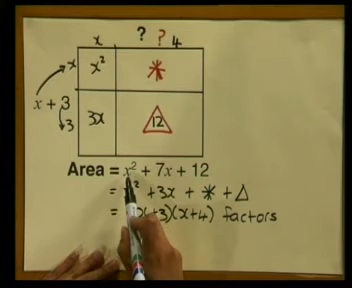 x ? ? 4
x x² *
x + 3
3 3x 12
Area = x² + 7x + 12
= x² + 3x + * + △
= (x+3)(x+4) factors